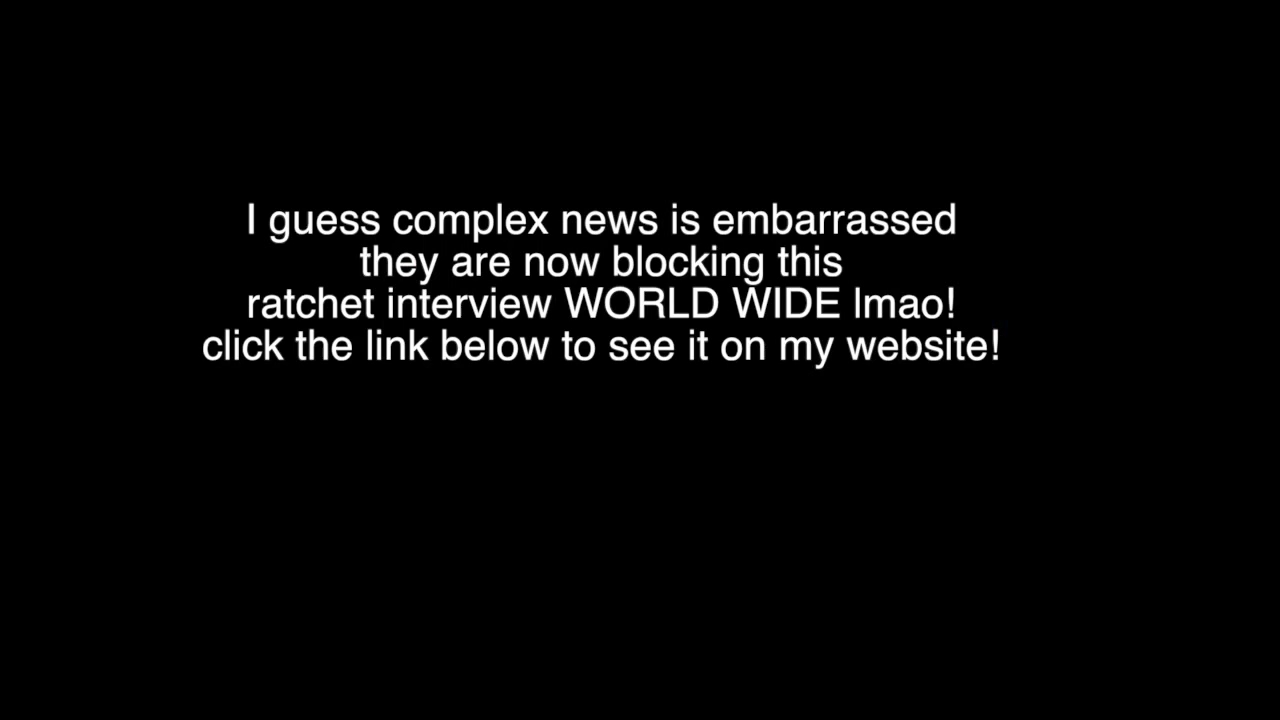 I guess complex news is embarrassed
they are now blocking this
ratchet interview WORLD WIDE lmao!
click the link below to see it on my website!